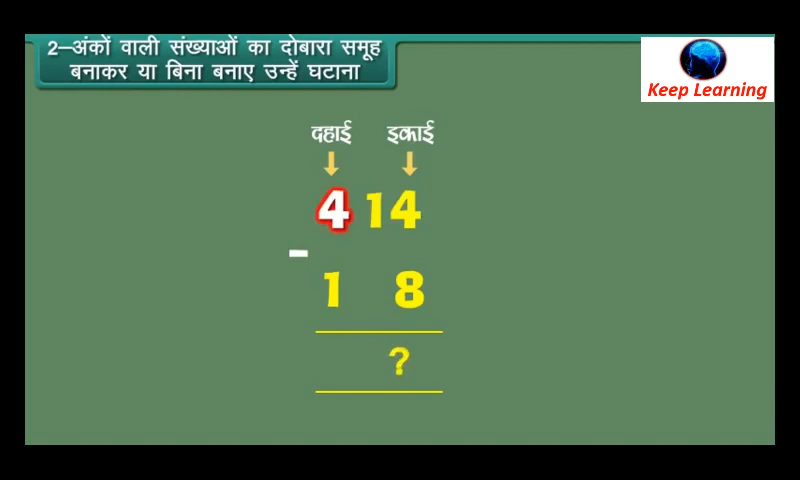 2–अंकों वाली संख्याओं का दोबारा समूह
बनाकर या बिना बनाए उन्हें घटाना
Keep Learning
दहाई इकाई
4 14
-
1 8
?